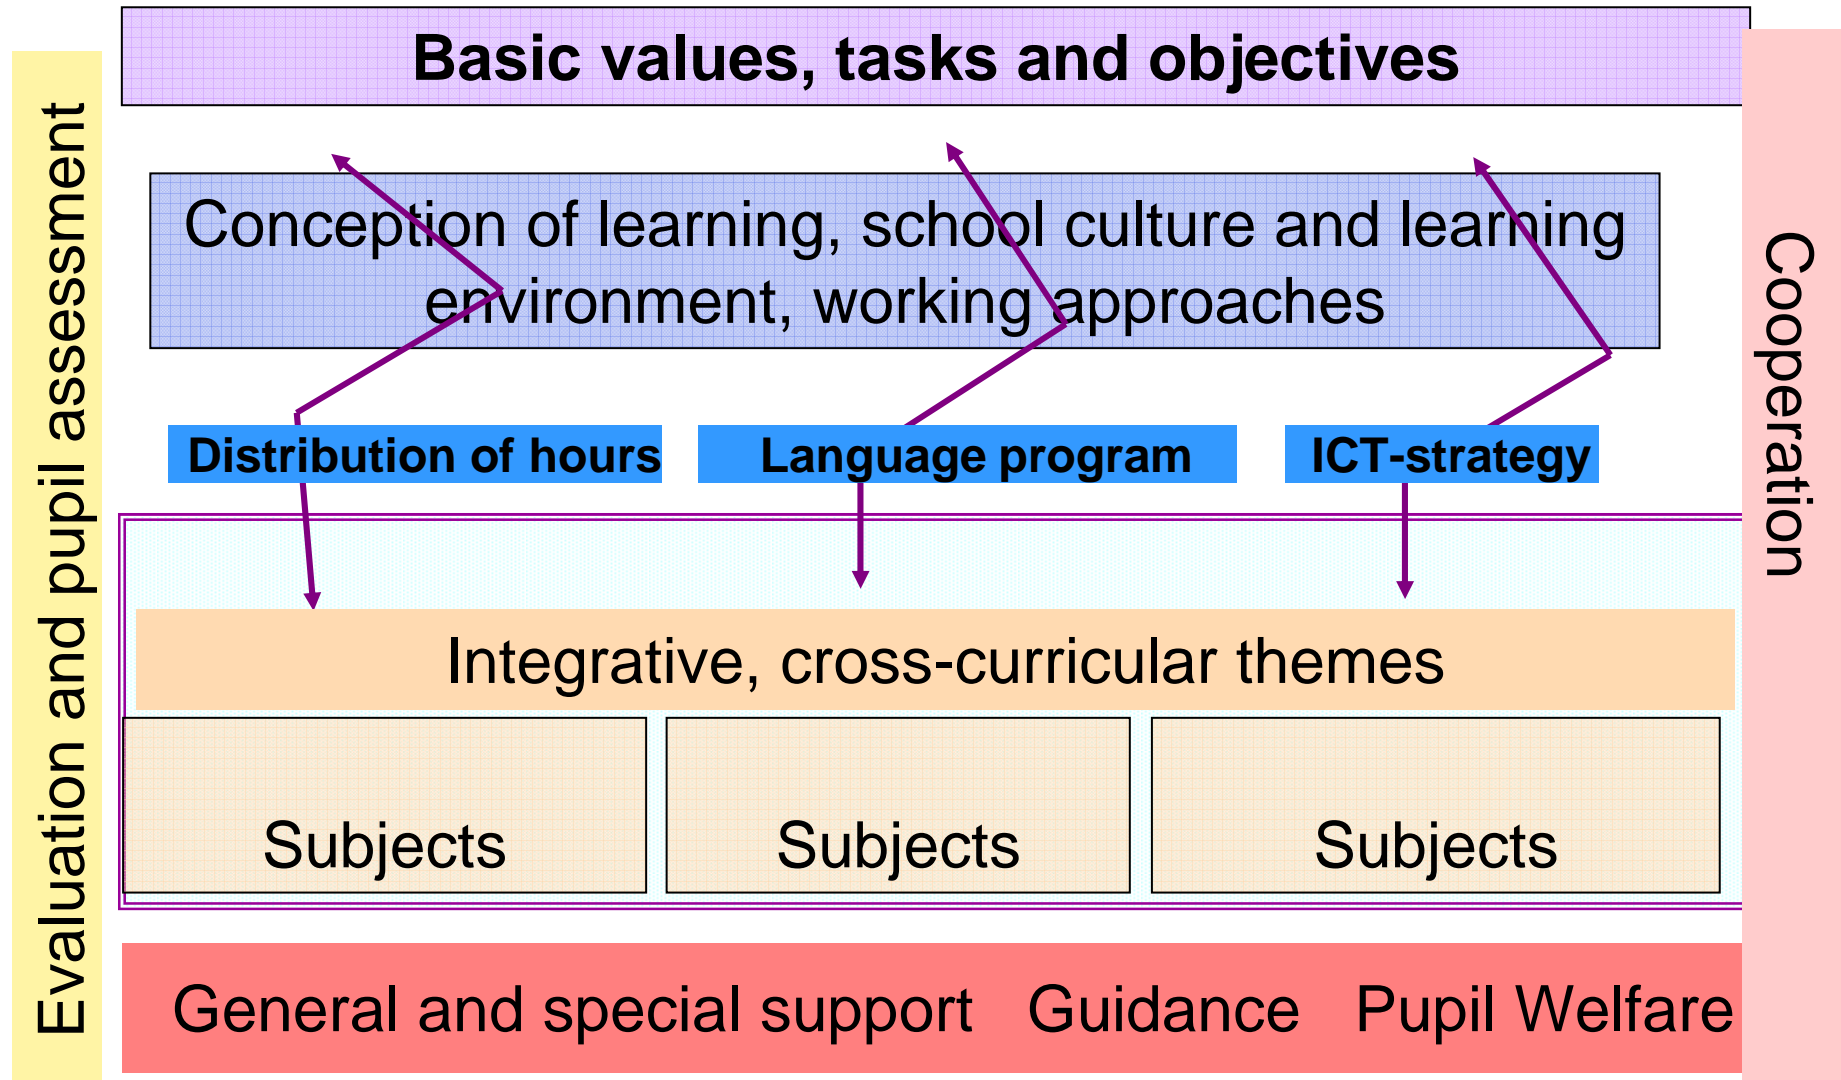 Basic values, tasks and objectives
Evaluation and pupil assessment
Conception of learning, school culture and learning
environment, working approaches
Cooperation
Distribution of hours
Language program
ICT-strategy
Integrative, cross-curricular themes
Subjects
Subjects
Subjects
General and special support Guidance Pupil Welfare